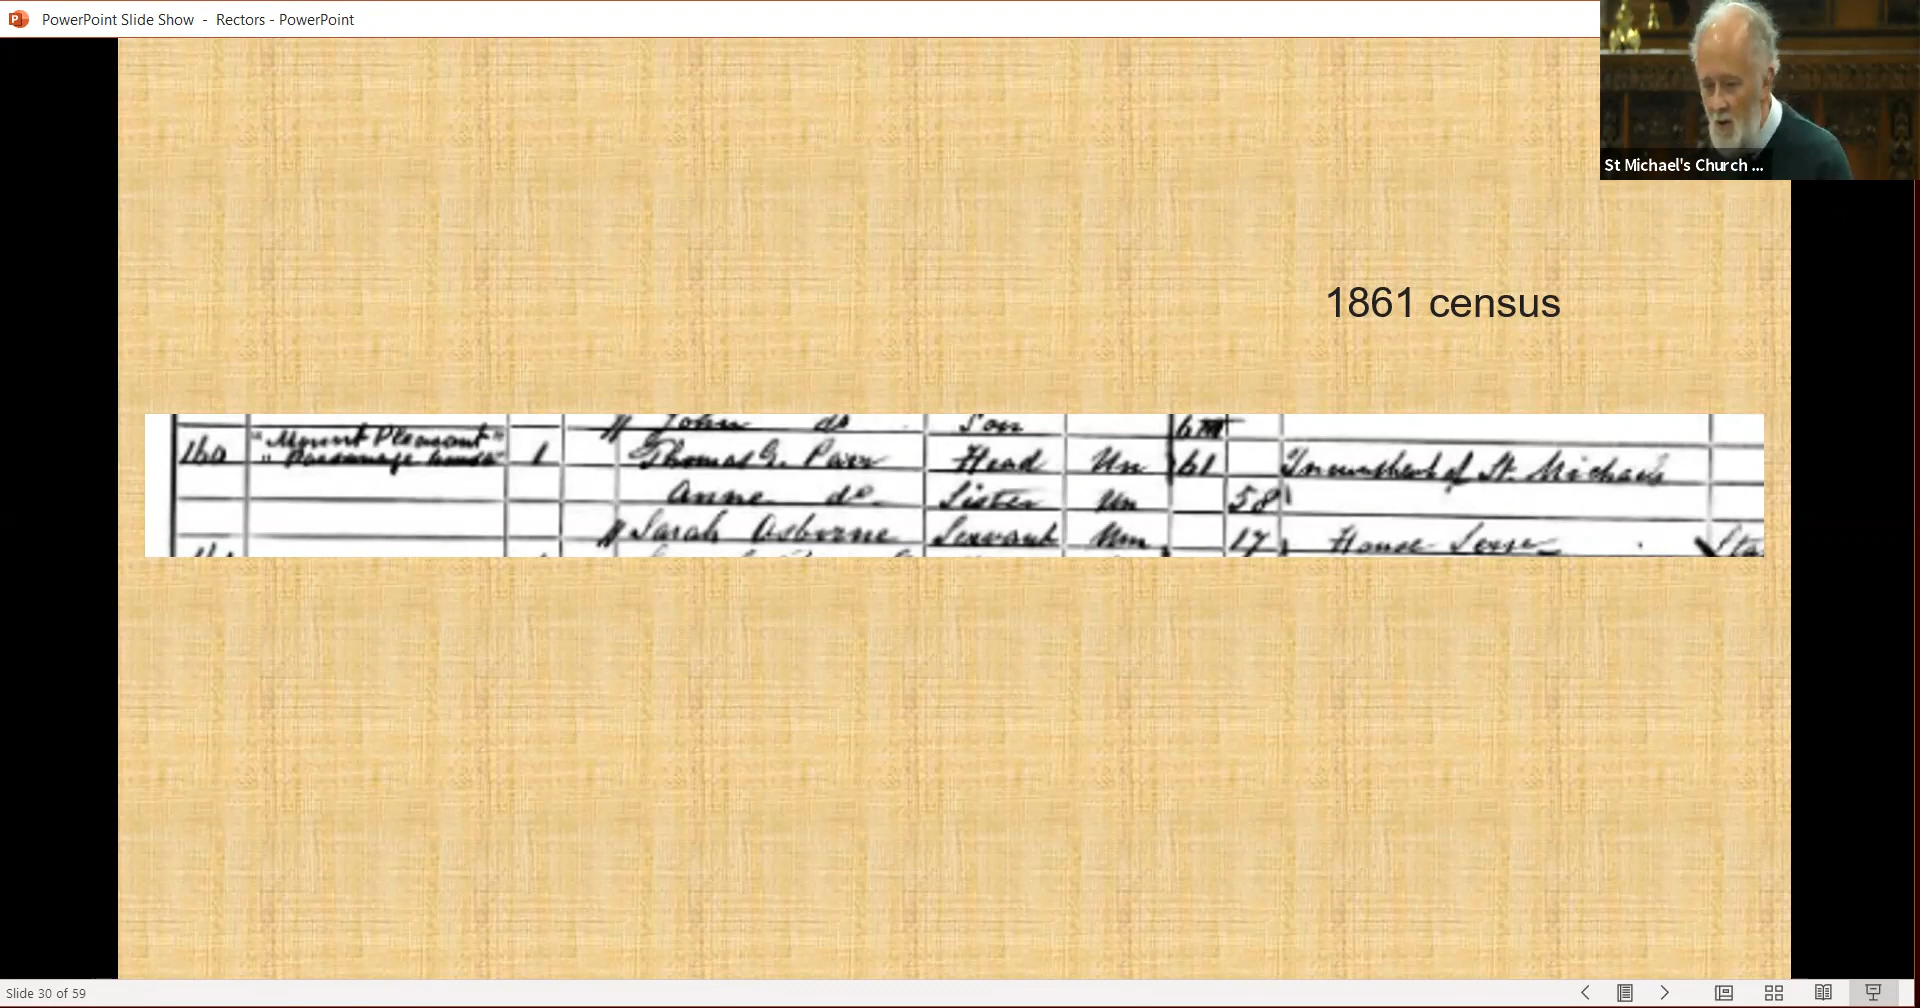 PowerPoint Slide Show - Rectors - PowerPoint
St Michael's Church ...
1861 census
John do Son
160 "Mount Pleasant" 1 Thomas G. Parr Head Un 61 Incumbent of St. Michaels
" Parsonage House"
Anne do Sister Un 58
Sarah Osborne Servant Un 17 House Serv
Slide 30 of 59